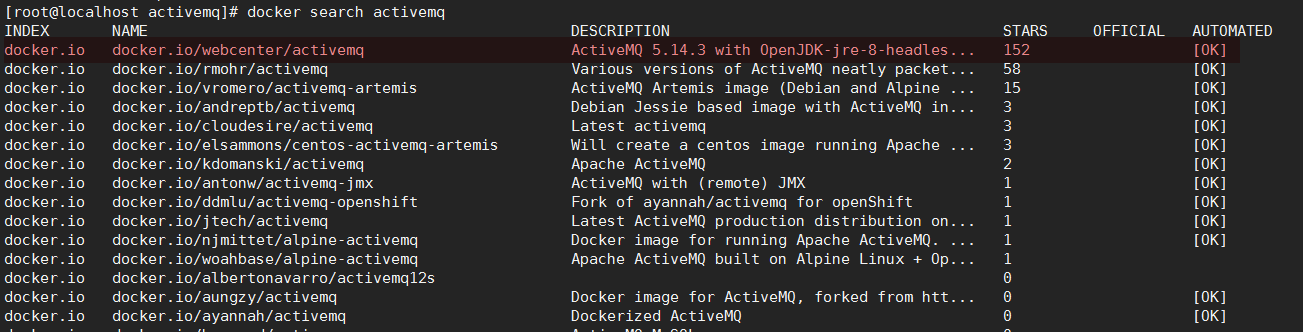 [root@localhost activemq]# docker search activemq
INDEX NAME DESCRIPTION STARS OFFICIAL AUTOMATED
docker.io docker.io/webcenter/activemq ActiveMQ 5.14.3 with OpenJDK-jre-8-headles... 152 [OK]
docker.io docker.io/rmohr/activemq Various versions of ActiveMQ neatly packet... 58 [OK]
docker.io docker.io/vromero/activemq-artemis ActiveMQ Artemis image (Debian and Alpine ... 15 [OK]
docker.io docker.io/andreptb/activemq Debian Jessie based image with ActiveMQ in... 3 [OK]
docker.io docker.io/cloudesire/activemq Latest activemq 3 [OK]
docker.io docker.io/elsammons/centos-activemq-artemis Will create a centos image running Apache ... 3 [OK]
docker.io docker.io/kdomanski/activemq Apache ActiveMQ 2 [OK]
docker.io docker.io/antonw/activemq-jmx ActiveMQ with (remote) JMX 1 [OK]
docker.io docker.io/ddmlu/activemq-openshift Fork of ayannah/activemq for openShift 1 [OK]
docker.io docker.io/jtech/activemq Latest ActiveMQ production distribution on... 1 [OK]
docker.io docker.io/njmittet/alpine-activemq Docker image for running Apache ActiveMQ. ... 1 [OK]
docker.io docker.io/woahbase/alpine-activemq Apache ActiveMQ built on Alpine Linux + Op... 1
docker.io docker.io/albertonavarro/activemq12s 0
docker.io docker.io/aungzy/activemq Docker image for ActiveMQ, forked from htt... 0 [OK]
docker.io docker.io/ayannah/activemq Dockerized ActiveMQ 0 [OK]